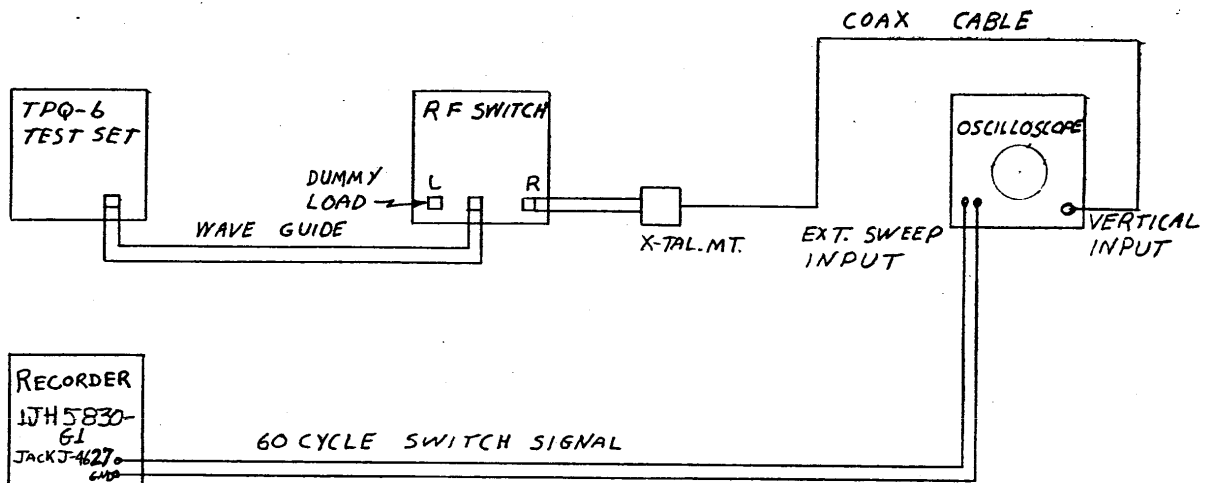 COAX CABLE
TPQ-6
TEST SET
RF SWITCH
OSCILLOSCOPE
DUMMY
LOAD
L
R
WAVE GUIDE
X-TAL. MT.
EXT. SWEEP
INPUT
VERTICAL
INPUT
RECORDER
1JH5830-
G1
JACK J-4627
GND
60 CYCLE SWITCH SIGNAL